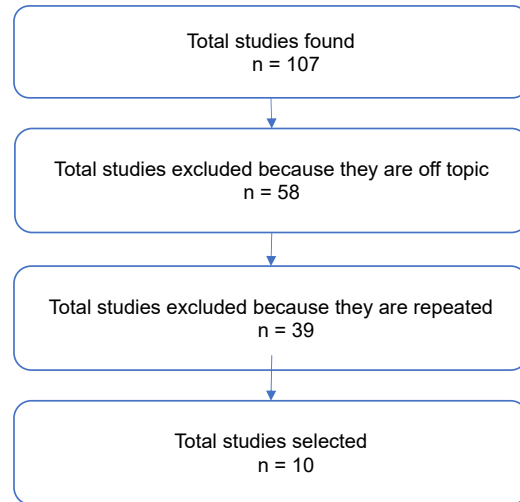 Total studies found
n = 107
Total studies excluded because they are off topic
n = 58
Total studies excluded because they are repeated
n = 39
Total studies selected
n = 10